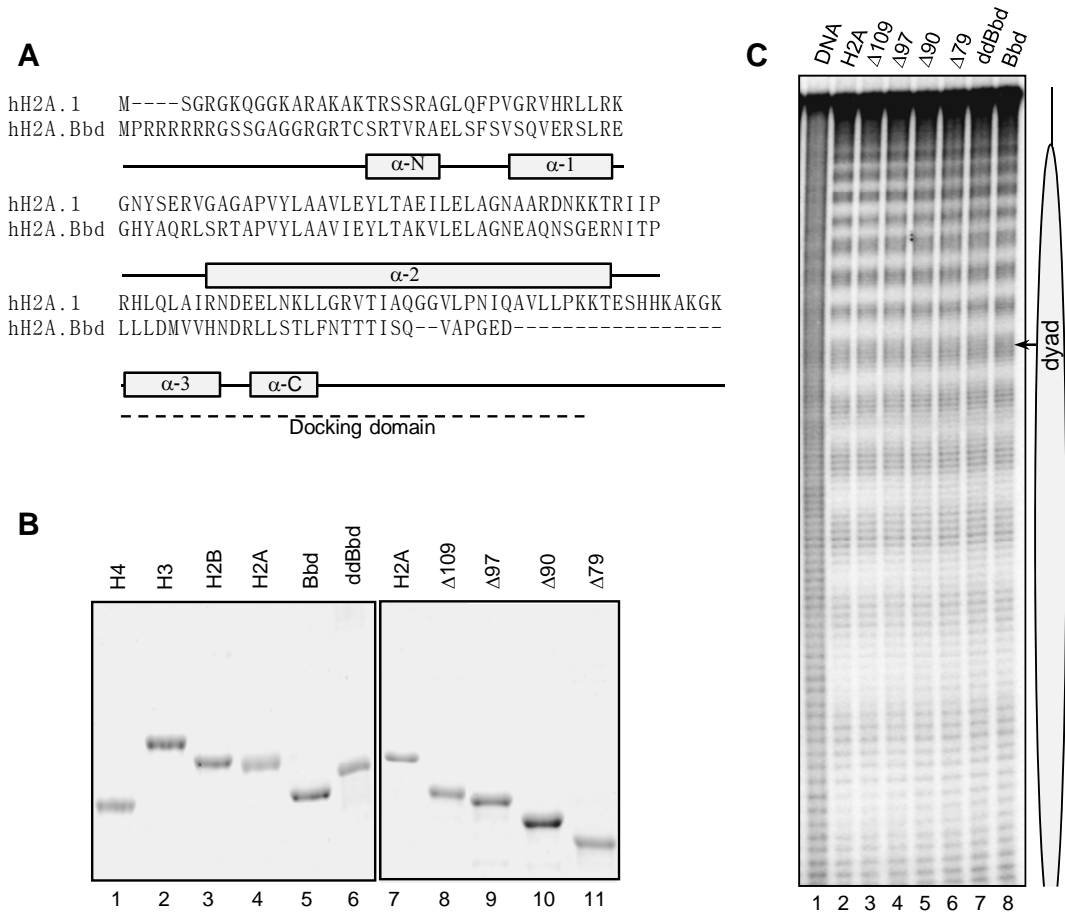 A
hH2A.1 M----SGRGKQGGKARAKAKTRSSRAGLQFPVGRVHRLLRK
hH2A.Bbd MPRRRRRRGSSGAGGRGRTCSRTVRAELSFSVSQVERSLRE
α-N α-1
hH2A.1 GNYSERVGAGAPVYLAAVLEYLTAEILELAGNAARDNKKTRIIP
hH2A.Bbd GHYAQRLSRTAPVYLAAVIEYLTAKVLELAGNEAQNSGERNITP
α-2
hH2A.1 RHLQLAIRNDEELNKLLGRVTIAQGGVLPNIQAVLLPKKTESHHKAKGK
hH2A.Bbd LLLDMVVHNDRLLSTLFNTTTISQ--VAPGED-----------------
α-3 α-C
Docking domain
B
H4 H3 H2B H2A Bbd ddBbd H2A Δ109 Δ97 Δ90 Δ79
1 2 3 4 5 6 7 8 9 10 11
C
DNA H2A Δ109 Δ97 Δ90 Δ79 ddBbd Bbd
dyad
1 2 3 4 5 6 7 8